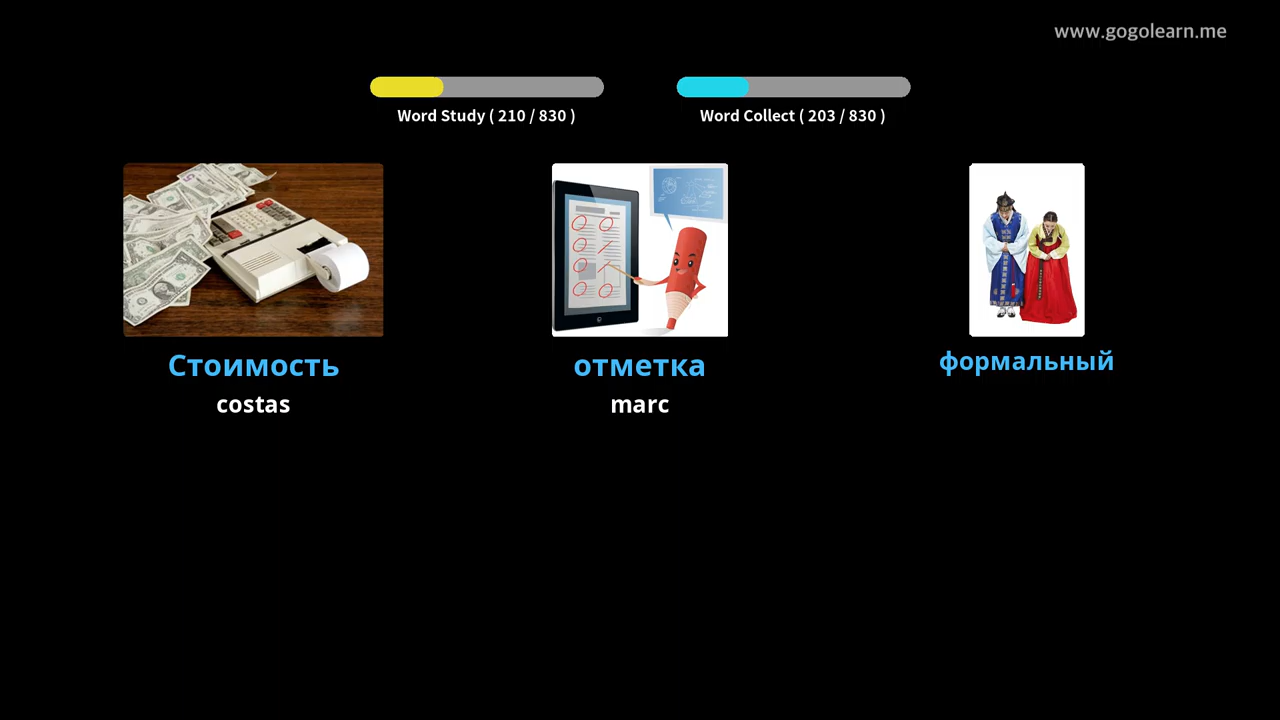 www.gogolearn.me
Word Study ( 210 / 830 )
Word Collect ( 203 / 830 )
Стоимость
costas
отметка
marc
формальный